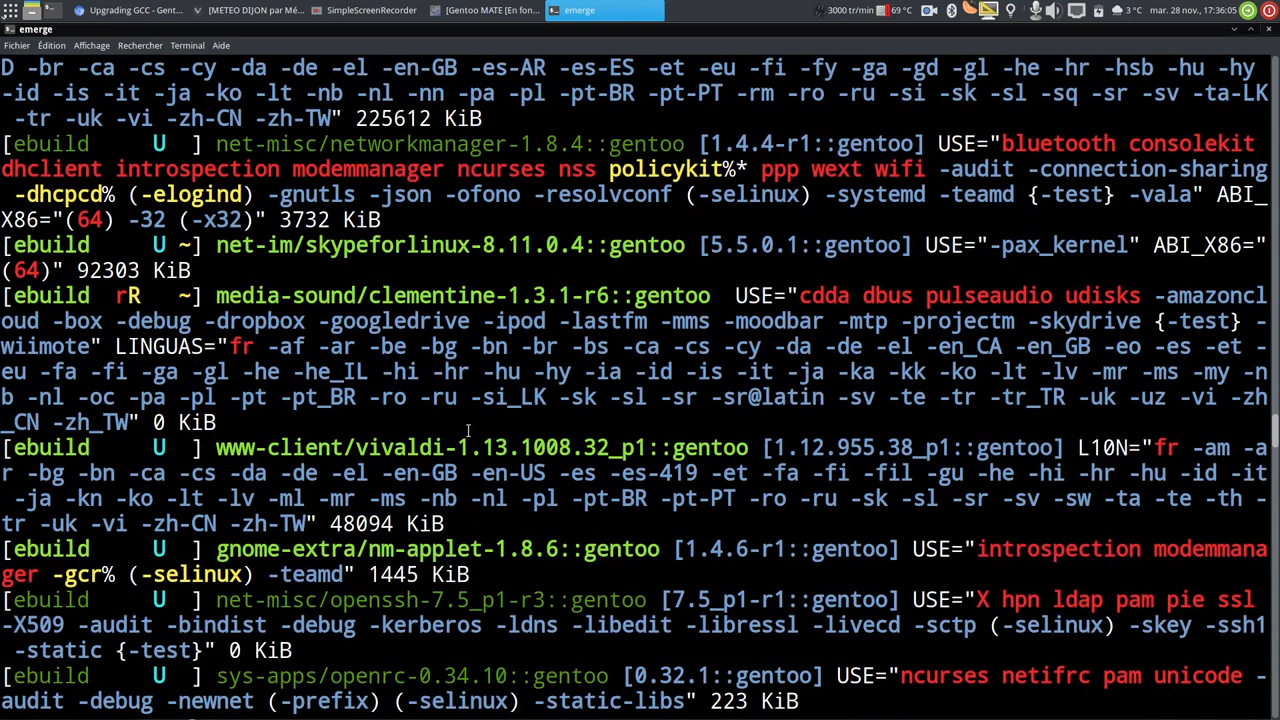 Upgrading GCC - Gent...
[METEO DIJON par Mé...
SimpleScreenRecorder
[Gentoo MATE [En fon...
emerge
3000 tr/min
69 °C
3 °C
mar. 28 nov., 17:36:05
emerge
Fichier Édition Affichage Rechercher Terminal Aide
D -br -ca -cs -cy -da -de -el -en-GB -es-AR -es-ES -et -eu -fi -fy -ga -gd -gl -he -hr -hsb -hu -hy
-id -is -it -ja -ko -lt -nb -nl -nn -pa -pl -pt-BR -pt-PT -rm -ro -ru -si -sk -sl -sq -sr -sv -ta-LK
-tr -uk -vi -zh-CN -zh-TW" 225612 KiB
[ebuild     U  ] net-misc/networkmanager-1.8.4::gentoo [1.4.4-r1::gentoo] USE="bluetooth consolekit
dhclient introspection modemmanager ncurses nss policykit%* ppp wext wifi -audit -connection-sharing
-dhcpcd% (-elogind) -gnutls -json -ofono -resolvconf (-selinux) -systemd -teamd {-test} -vala" ABI_
X86="(64) -32 (-x32)" 3732 KiB
[ebuild     U ~] net-im/skypeforlinux-8.11.0.4::gentoo [5.5.0.1::gentoo] USE="-pax_kernel" ABI_X86="
(64)" 92303 KiB
[ebuild  rR   ~] media-sound/clementine-1.3.1-r6::gentoo  USE="cdda dbus pulseaudio udisks -amazoncl
oud -box -debug -dropbox -googledrive -ipod -lastfm -mms -moodbar -mtp -projectm -skydrive {-test} -
wiimote" LINGUAS="fr -af -ar -be -bg -bn -br -bs -ca -cs -cy -da -de -el -en_CA -en_GB -eo -es -et -
eu -fa -fi -ga -gl -he -he_IL -hi -hr -hu -hy -ia -id -is -it -ja -ka -kk -ko -lt -lv -mr -ms -my -n
b -nl -oc -pa -pl -pt -pt_BR -ro -ru -si_LK -sk -sl -sr -sr@latin -sv -te -tr -tr_TR -uk -uz -vi -zh
_CN -zh_TW" 0 KiB
[ebuild     U  ] www-client/vivaldi-1.13.1008.32_p1::gentoo [1.12.955.38_p1::gentoo] L10N="fr -am -a
r -bg -bn -ca -cs -da -de -el -en-GB -en-US -es -es-419 -et -fa -fi -fil -gu -he -hi -hr -hu -id -it
-ja -kn -ko -lt -lv -ml -mr -ms -nb -nl -pl -pt-BR -pt-PT -ro -ru -sk -sl -sr -sv -sw -ta -te -th -
tr -uk -vi -zh-CN -zh-TW" 48094 KiB
[ebuild     U  ] gnome-extra/nm-applet-1.8.6::gentoo [1.4.6-r1::gentoo] USE="introspection modemmana
ger -gcr% (-selinux) -teamd" 1445 KiB
[ebuild     U  ] net-misc/openssh-7.5_p1-r3::gentoo [7.5_p1-r1::gentoo] USE="X hpn ldap pam pie ssl
-X509 -audit -bindist -debug -kerberos -ldns -libedit -libressl -livecd -sctp (-selinux) -skey -ssh1
-static {-test}" 0 KiB
[ebuild     U  ] sys-apps/openrc-0.34.10::gentoo [0.32.1::gentoo] USE="ncurses netifrc pam unicode -
audit -debug -newnet (-prefix) (-selinux) -static-libs" 223 KiB